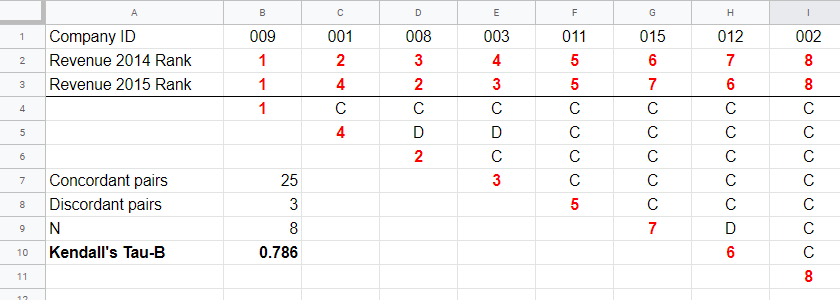 A B C D E F G H I
1 Company ID 009 001 008 003 011 015 012 002
2 Revenue 2014 Rank 1 2 3 4 5 6 7 8
3 Revenue 2015 Rank 1 4 2 3 5 7 6 8
4 1 C C C C C C C
5 4 D D C C C C
6 2 C C C C C
7 Concordant pairs 25 3 C C C C
8 Discordant pairs 3 5 C C C
9 N 8 7 D C
10 Kendall's Tau-B 0.786 6 C
11 8
12